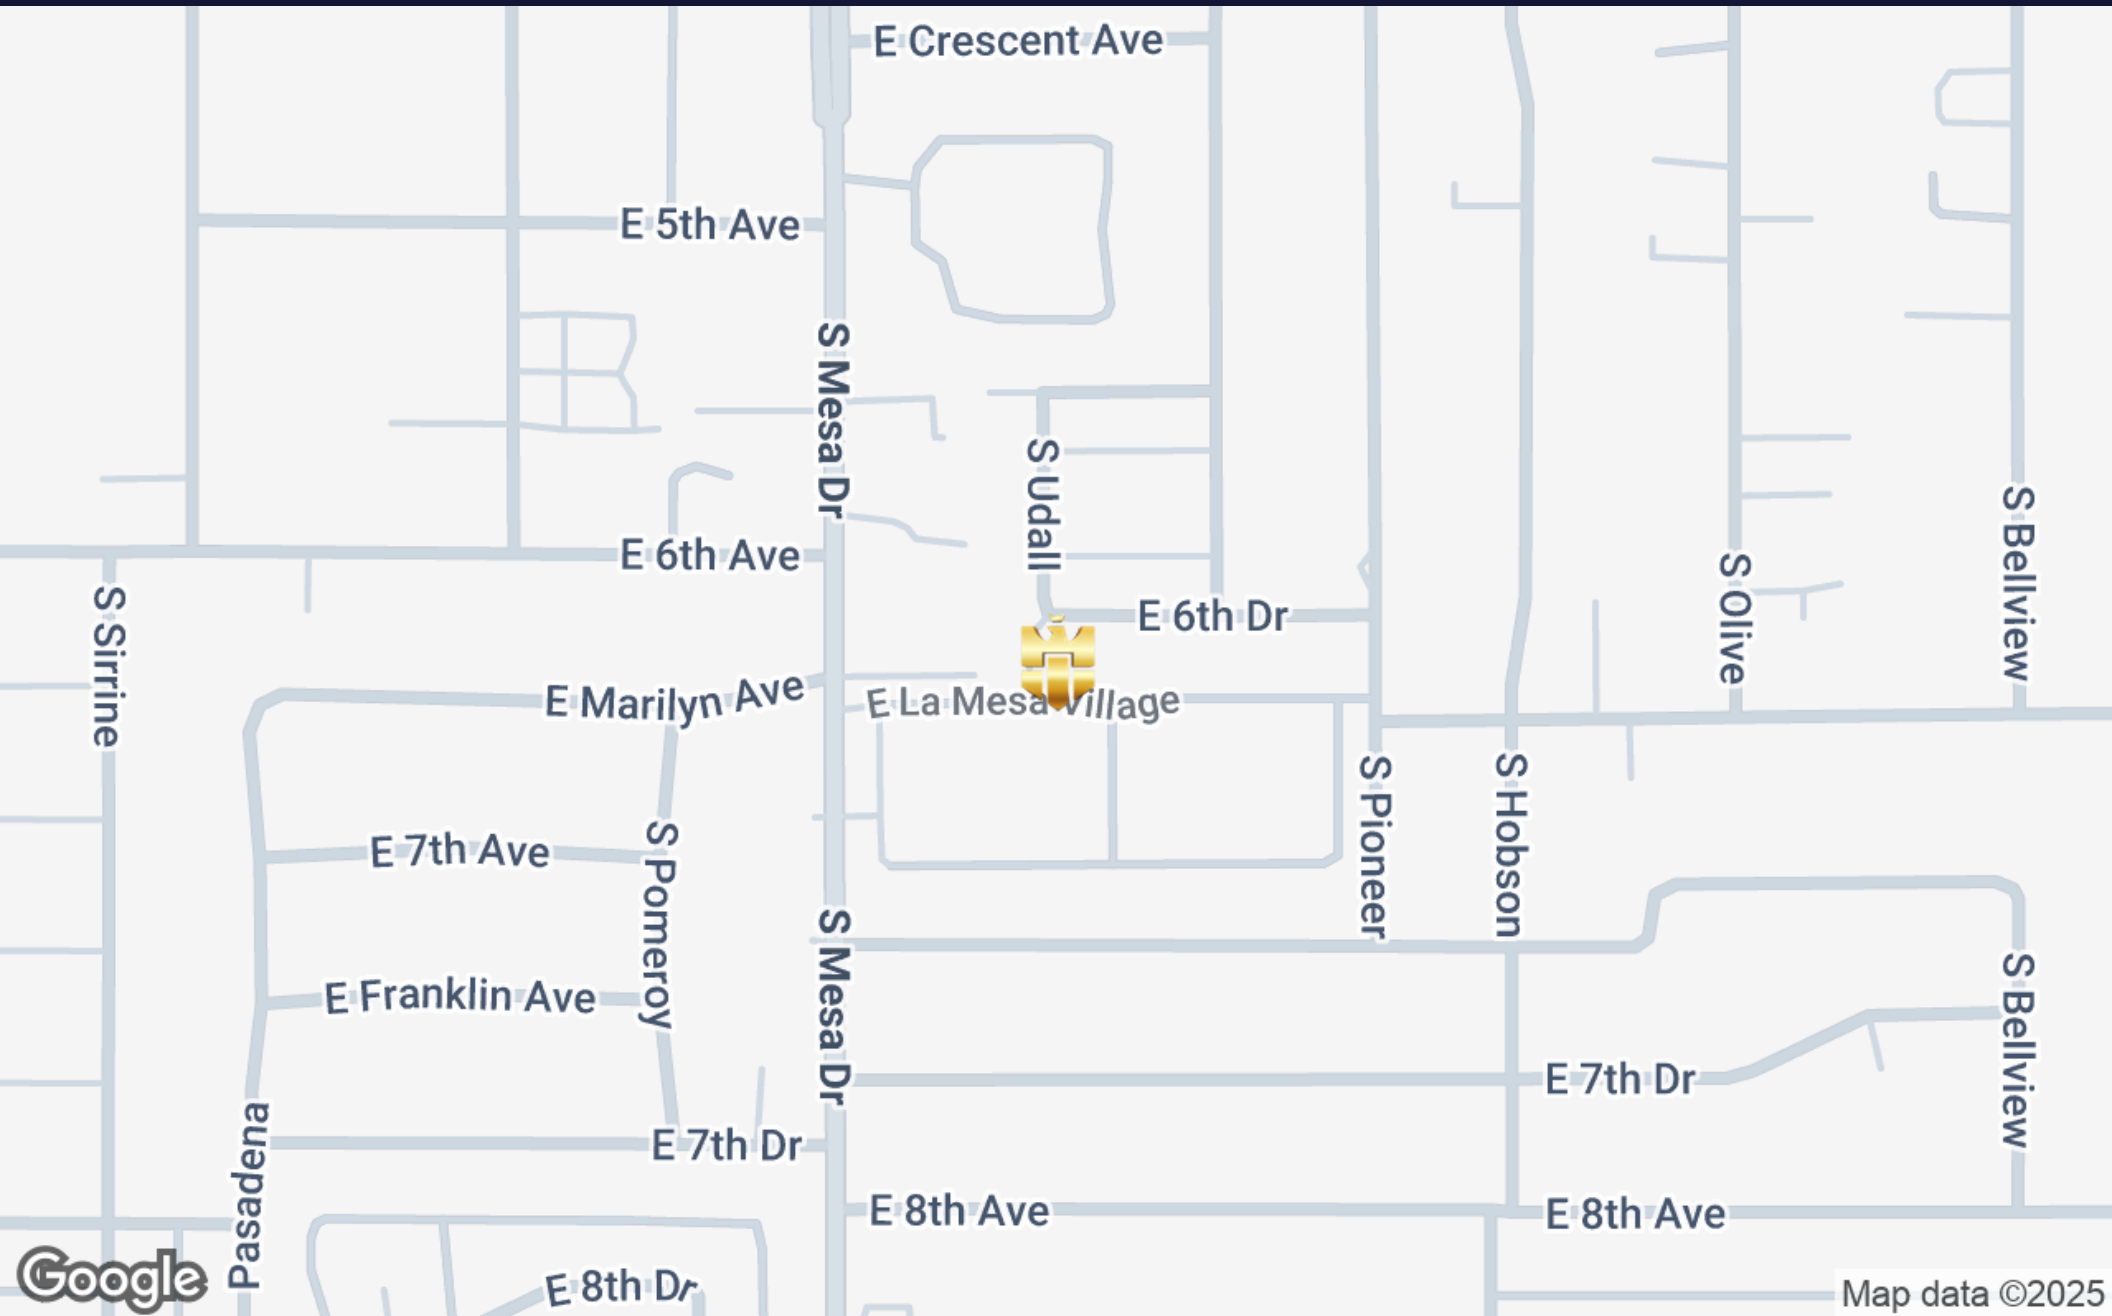 E Crescent Ave
E 5th Ave
S Mesa Dr
S Udall
E 6th Ave
S Bellview
S Olive
S Sirrine
E 6th Dr
E Marilyn Ave
E La Mesa Village
S Pioneer
S Hobson
E 7th Ave
S Pomeroy
S Mesa Dr
E Franklin Ave
S Bellview
E 7th Dr
E 7th Dr
Pasadena
E 8th Ave
E 8th Ave
E 8th Dr
Google
Map data ©2025